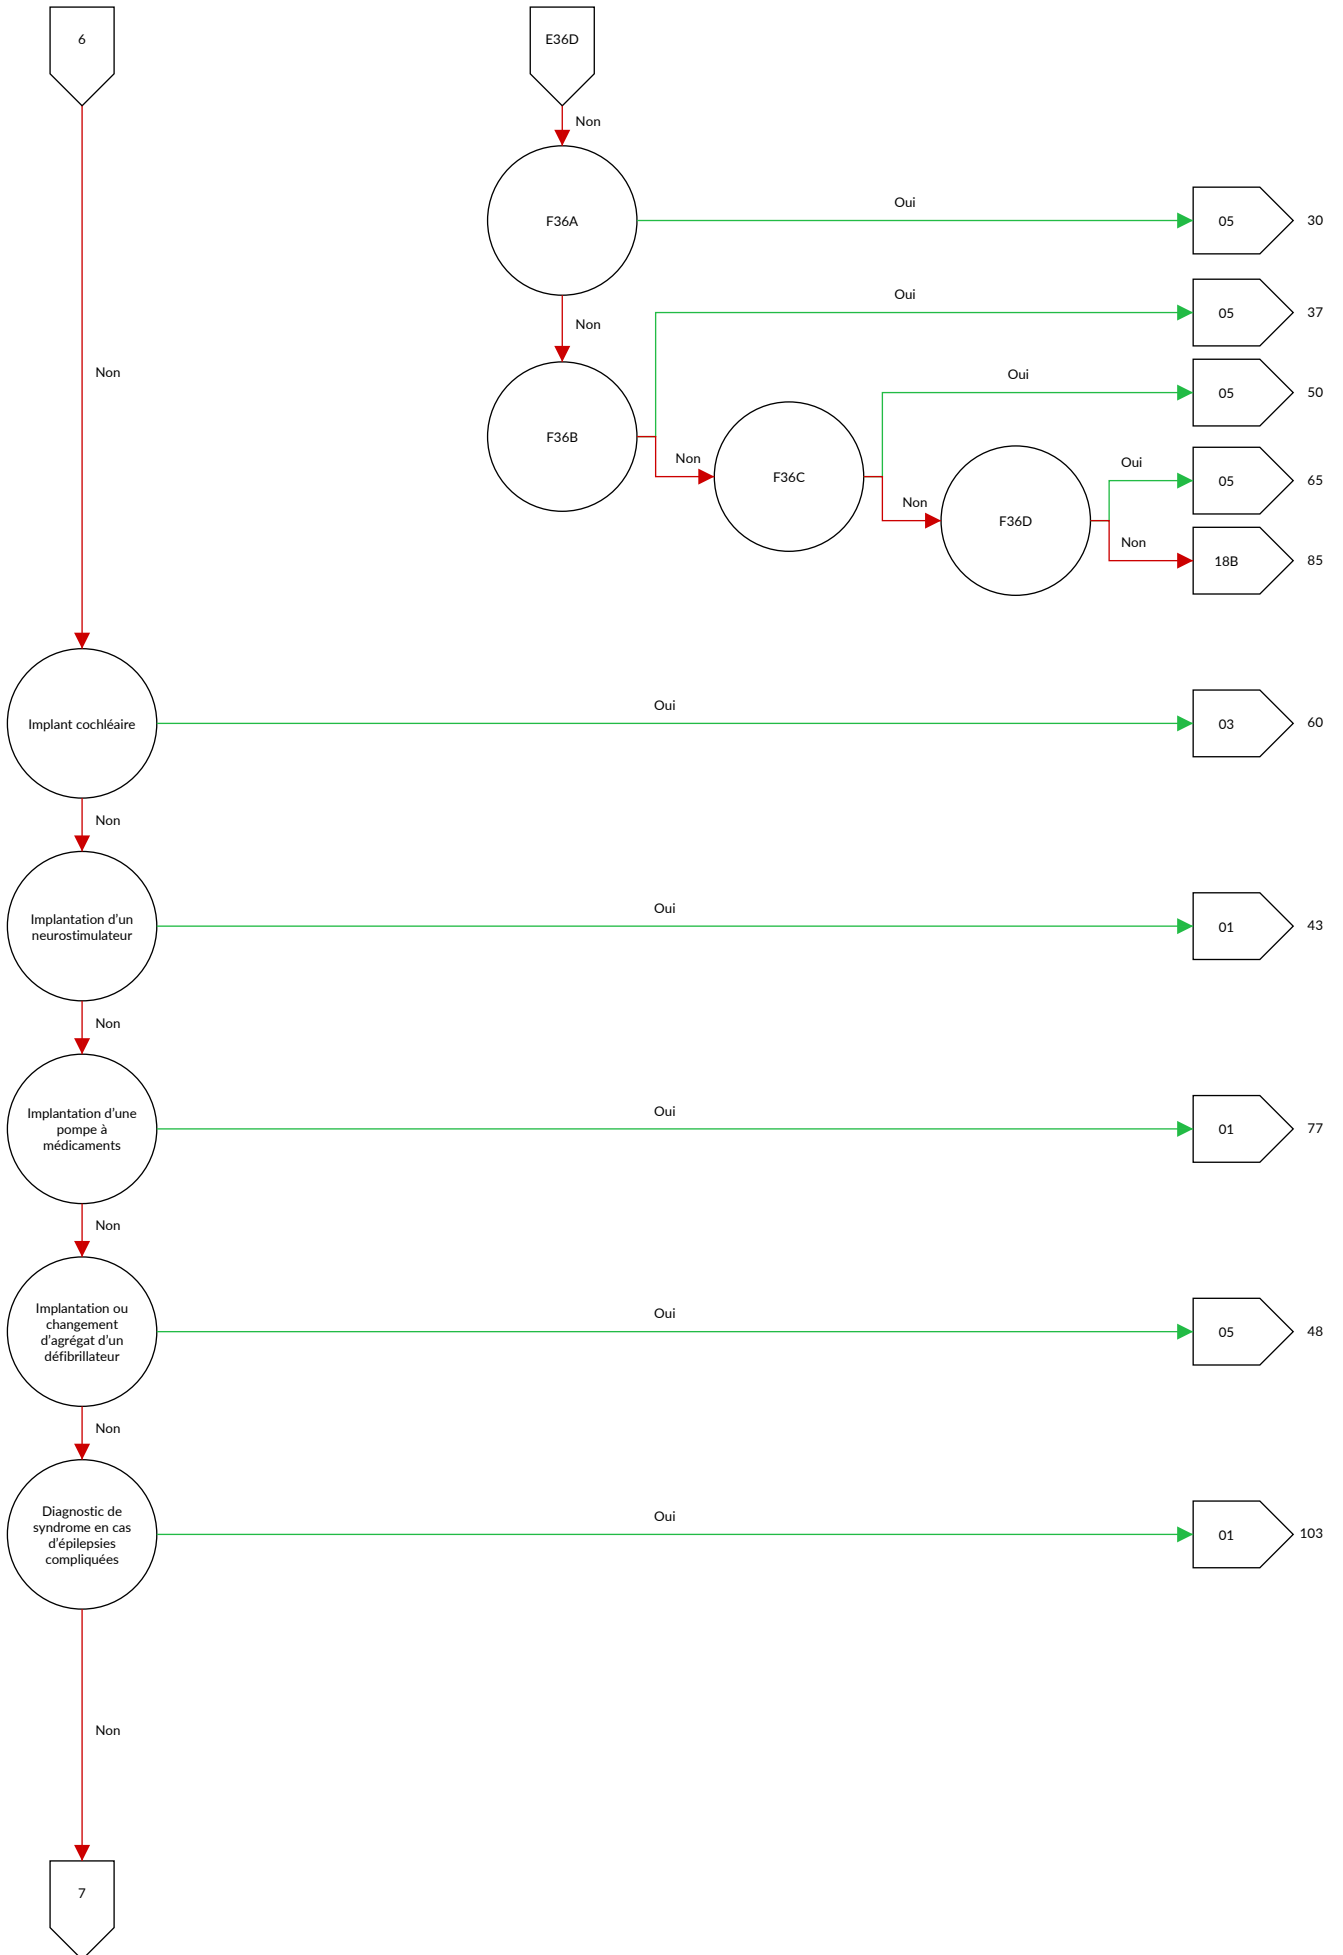 6
E36D
Non
F36A
Oui
05
30
Non
Oui
05
37
F36B
Non
F36C
Oui
05
50
Non
F36D
Oui
05
65
Non
18B
85
Non
Implant cochléaire
Oui
03
60
Non
Implantation d'un
neurostimulateur
Oui
01
43
Non
Implantation d'une
pompe à
médicaments
Oui
01
77
Non
Implantation ou
changement
d'agrégat d'un
défibrillateur
Oui
05
48
Non
Diagnostic de
syndrome en cas
d'épilepsies
compliquées
Oui
01
103
Non
7